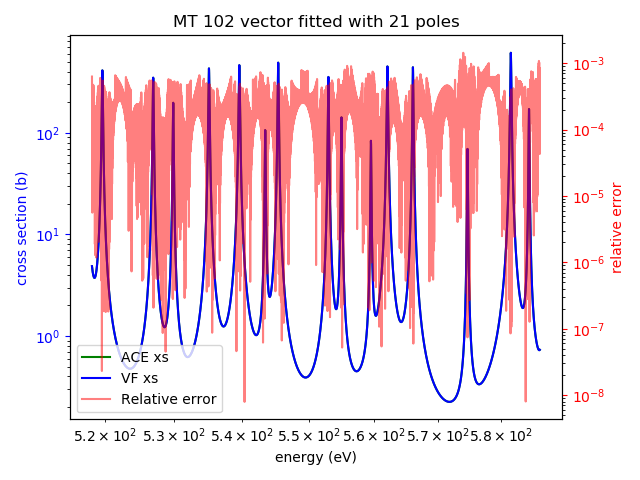 MT 102 vector fitted with 21 poles
cross section (b)
10²
10¹
10⁰
10⁻³
10⁻⁴
10⁻⁵
10⁻⁶
10⁻⁷
10⁻⁸
relative error
ACE xs
VF xs
Relative error
5.2 × 10² 5.3 × 10² 5.4 × 10² 5.5 × 10² 5.6 × 10² 5.7 × 10² 5.8 × 10²
energy (eV)